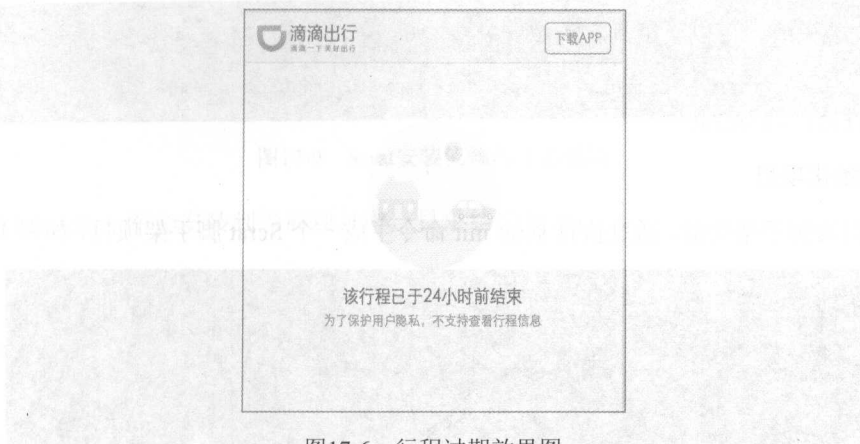 滴滴出行
滴滴一下 美好出行
下载APP
该行程已于24小时前结束
为了保护用户隐私，不支持查看行程信息
图17-6 行程过期效果图